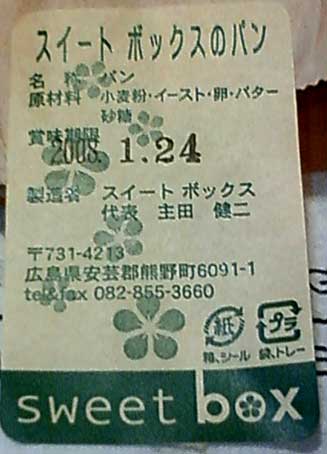 スイート ボックスのパン
名 称 パン
原材料 小麦粉・イースト・卵・バター
砂糖
賞味期限
2008. 1.24
製造者 スイート ボックス
代表 主田 健二
〒731-4213
広島県安芸郡熊野町6091-1
tel&fax 082-855-3660
紙 プラ
箱、シール 袋、トレー
sweet box